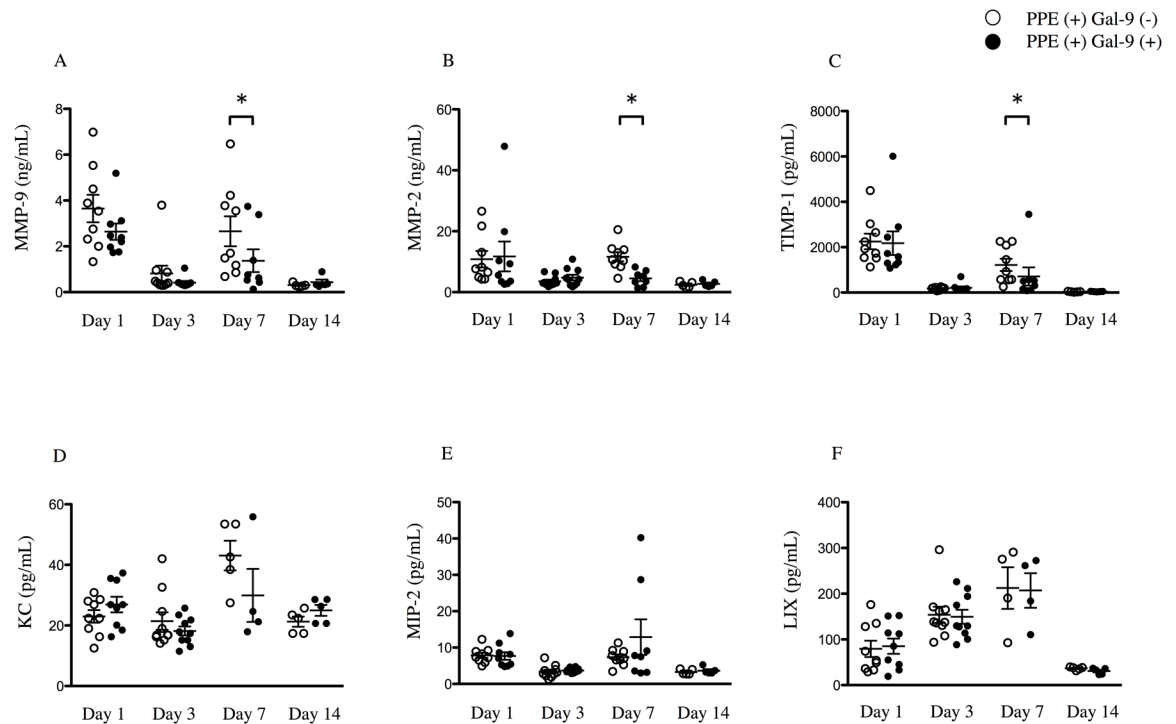 PPE (+) Gal-9 (-)
PPE (+) Gal-9 (+)
A
B
C
*
*
*
MMP-9 (ng/mL)
8
6
4
2
0
Day 1 Day 3 Day 7 Day 14
MMP-2 (ng/mL)
60
40
20
0
Day 1 Day 3 Day 7 Day 14
TIMP-1 (pg/mL)
8000
6000
4000
2000
0
Day 1 Day 3 Day 7 Day 14
D
E
F
KC (pg/mL)
60
40
20
0
Day 1 Day 3 Day 7 Day 14
MIP-2 (pg/mL)
50
40
30
20
10
0
Day 1 Day 3 Day 7 Day 14
LIX (pg/mL)
400
300
200
100
0
Day 1 Day 3 Day 7 Day 14